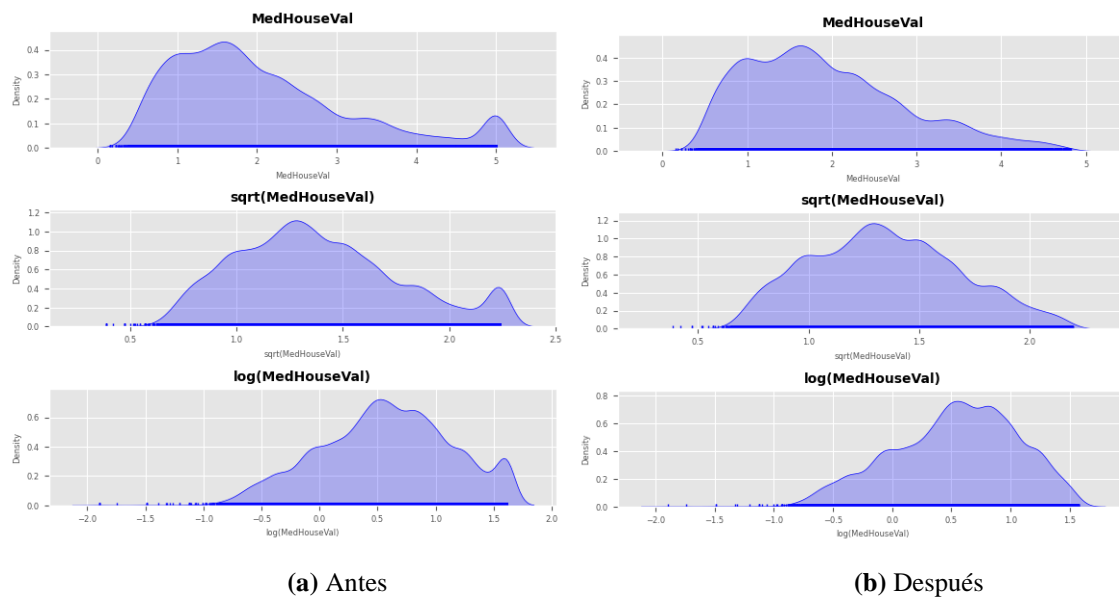 MedHouseVal
0.4
0.3
0.2
0.1
0.0
Density
0 1 2 3 4 5
MedHouseVal
sqrt(MedHouseVal)
1.2
1.0
0.8
0.6
0.4
0.2
0.0
Density
0.5 1.0 1.5 2.0 2.5
sqrt(MedHouseVal)
log(MedHouseVal)
0.6
0.4
0.2
0.0
Density
−2.0 −1.5 −1.0 −0.5 0.0 0.5 1.0 1.5 2.0
log(MedHouseVal)
(a) Antes
MedHouseVal
0.4
0.3
0.2
0.1
0.0
Density
0 1 2 3 4 5
MedHouseVal
sqrt(MedHouseVal)
1.2
1.0
0.8
0.6
0.4
0.2
0.0
Density
0.5 1.0 1.5 2.0
sqrt(MedHouseVal)
log(MedHouseVal)
0.8
0.6
0.4
0.2
0.0
Density
−2.0 −1.5 −1.0 −0.5 0.0 0.5 1.0 1.5
log(MedHouseVal)
(b) Después